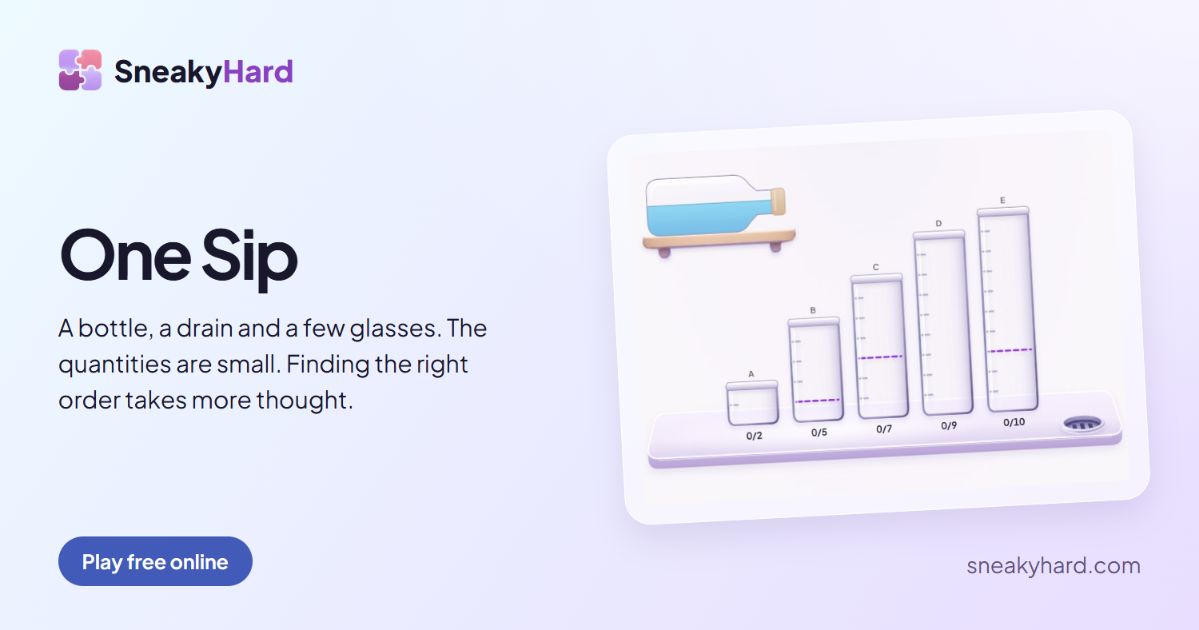 SneakyHard
One Sip
A bottle, a drain and a few glasses. The
quantities are small. Finding the right
order takes more thought.
Play free online
A
B
C
D
E
0/2
0/5
0/7
0/9
0/10
sneakyhard.com